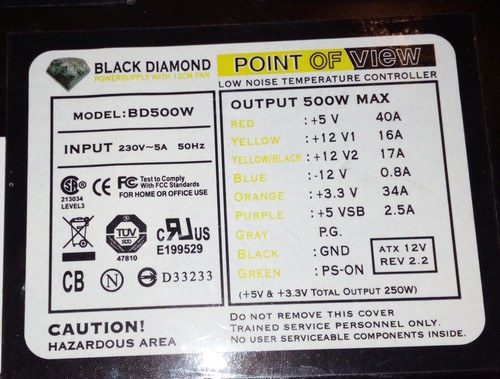 BLACK DIAMOND
POWERSUPPLY WITH 12CM FAN
POINT OF VIEW
LOW NOISE TEMPERATURE CONTROLLER
MODEL:BD500W
INPUT 230V~5A 50HZ
213034
LEVEL3
CE
FC Test to Comply
With FCC Standards
FOR HOME OR OFFICE USE
TUV
47810
C RU US
E199529
CB N D33233
OUTPUT 500W MAX
RED :+5 V 40A
YELLOW :+12 V1 16A
YELLOW/BLACK :+12 V2 17A
BLUE :-12 V 0.8A
ORANGE :+3.3 V 34A
PURPLE :+5 VSB 2.5A
GRAY P.G.
BLACK :GND
GREEN :PS-ON
ATX 12V
REV 2.2
(+5V & +3.3V TOTAL OUTPUT 250W)
CAUTION!
HAZARDOUS AREA
DO NOT REMOVE THIS COVER
TRAINED SERVICE PERSONNEL ONLY.
NO USER SERVICEABLE COMPONENTS INSIDE.